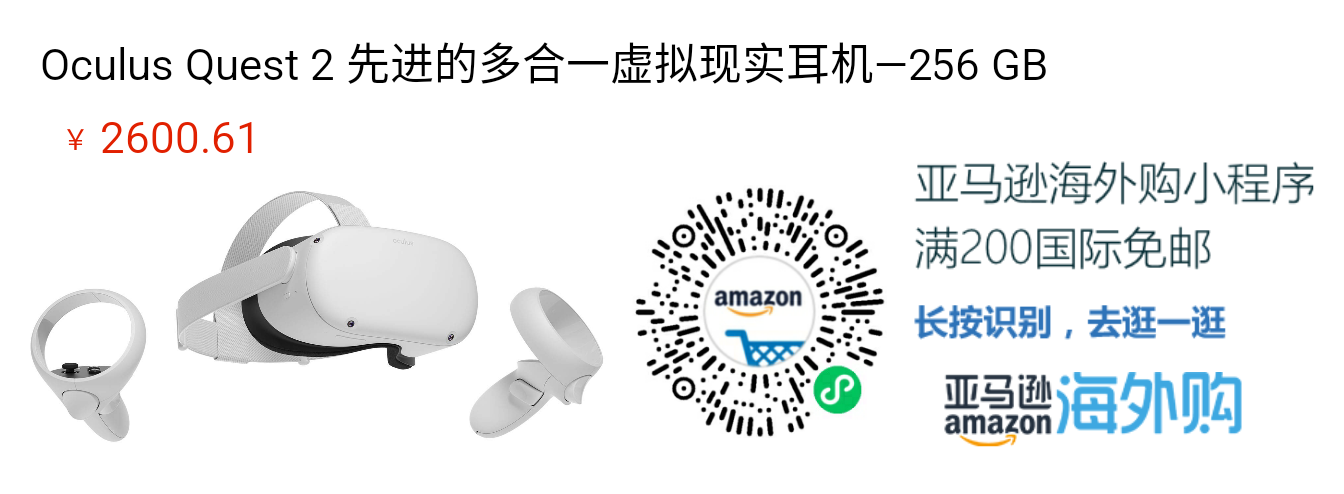 Oculus Quest 2 先进的多合一虚拟现实耳机—256 GB
¥ 2600.61
Oculus
亚马逊海外购小程序
满200国际免邮
amazon
长按识别，去逛一逛
亚马逊海外购
amazon